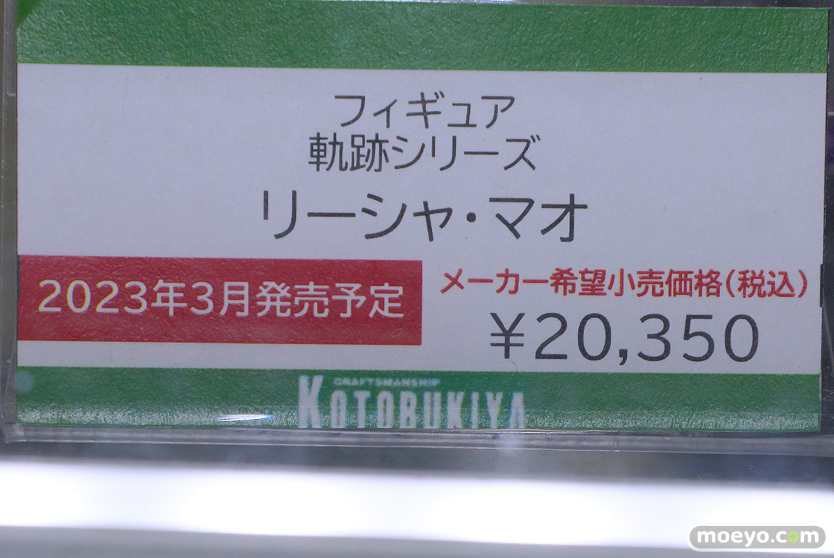 フィギュア
軌跡シリーズ
リーシャ・マオ
2023年3月発売予定
メーカー希望小売価格(税込)
¥20,350
CRAFTSMANSHIP
KOTOBUKIYA
moeyo.com